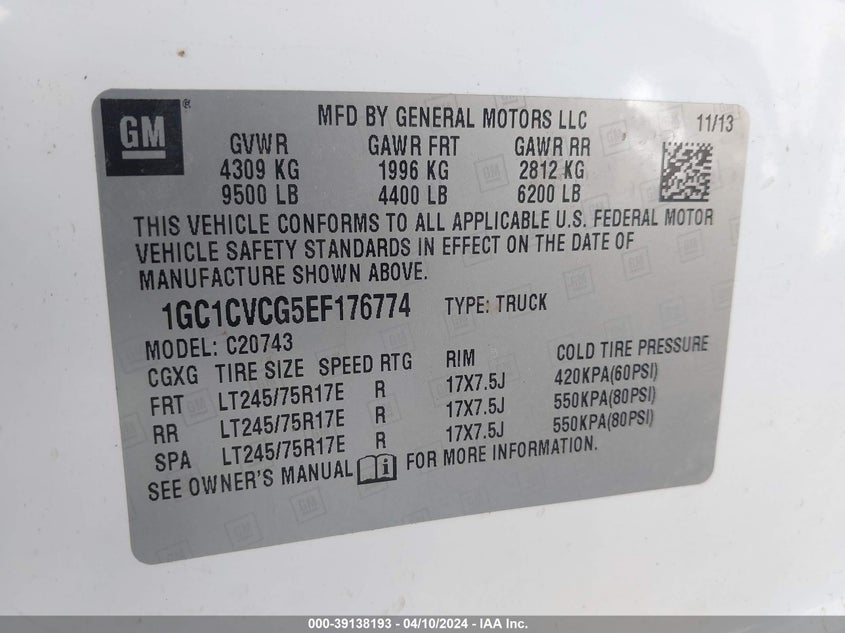 GM®
MFD BY GENERAL MOTORS LLC 11/13
GVWR GAWR FRT GAWR RR
4309 KG 1996 KG 2812 KG
9500 LB 4400 LB 6200 LB
THIS VEHICLE CONFORMS TO ALL APPLICABLE U.S. FEDERAL MOTOR
VEHICLE SAFETY STANDARDS IN EFFECT ON THE DATE OF
MANUFACTURE SHOWN ABOVE.
1GC1CVCG5EF176774 TYPE: TRUCK
MODEL: C20743
CGXG TIRE SIZE SPEED RTG RIM COLD TIRE PRESSURE
FRT LT245/75R17E R 17X7.5J 420KPA(60PSI)
RR LT245/75R17E R 17X7.5J 550KPA(80PSI)
SPA LT245/75R17E R 17X7.5J 550KPA(80PSI)
SEE OWNER'S MANUAL i FOR MORE INFORMATION.
000-39138193 - 04/10/2024 - IAA Inc.